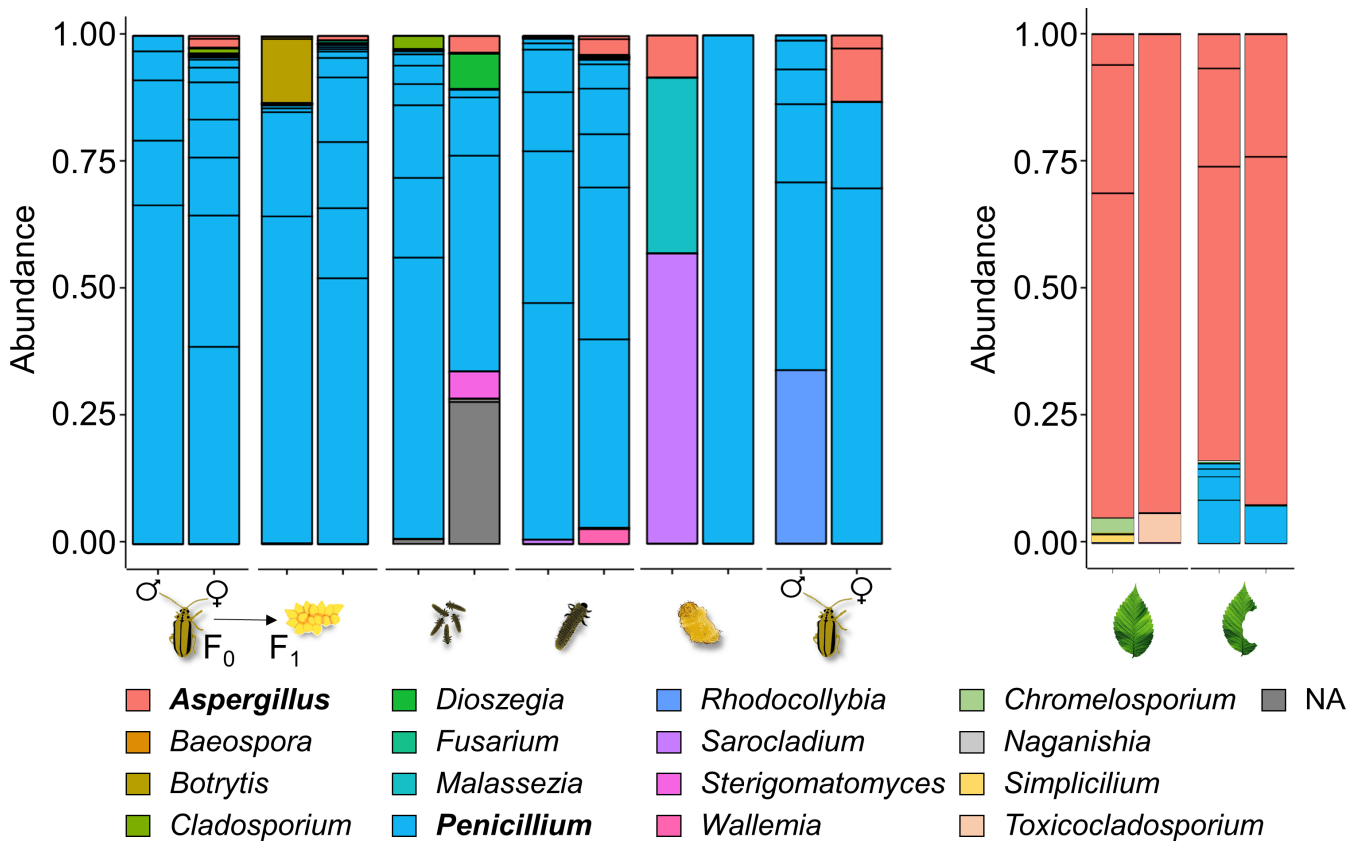 1.00
0.75
0.50
0.25
0.00
Abundance
♂ ♀
F0 F1
♂ ♀
1.00
0.75
0.50
0.25
0.00
Abundance
Aspergillus
Baeospora
Botrytis
Cladosporium
Dioszegia
Fusarium
Malassezia
Penicillium
Rhodocollybia
Sarocladium
Sterigomatomyces
Wallemia
Chromelosporium
Naganishia
Simplicilium
Toxicocladosporium
NA